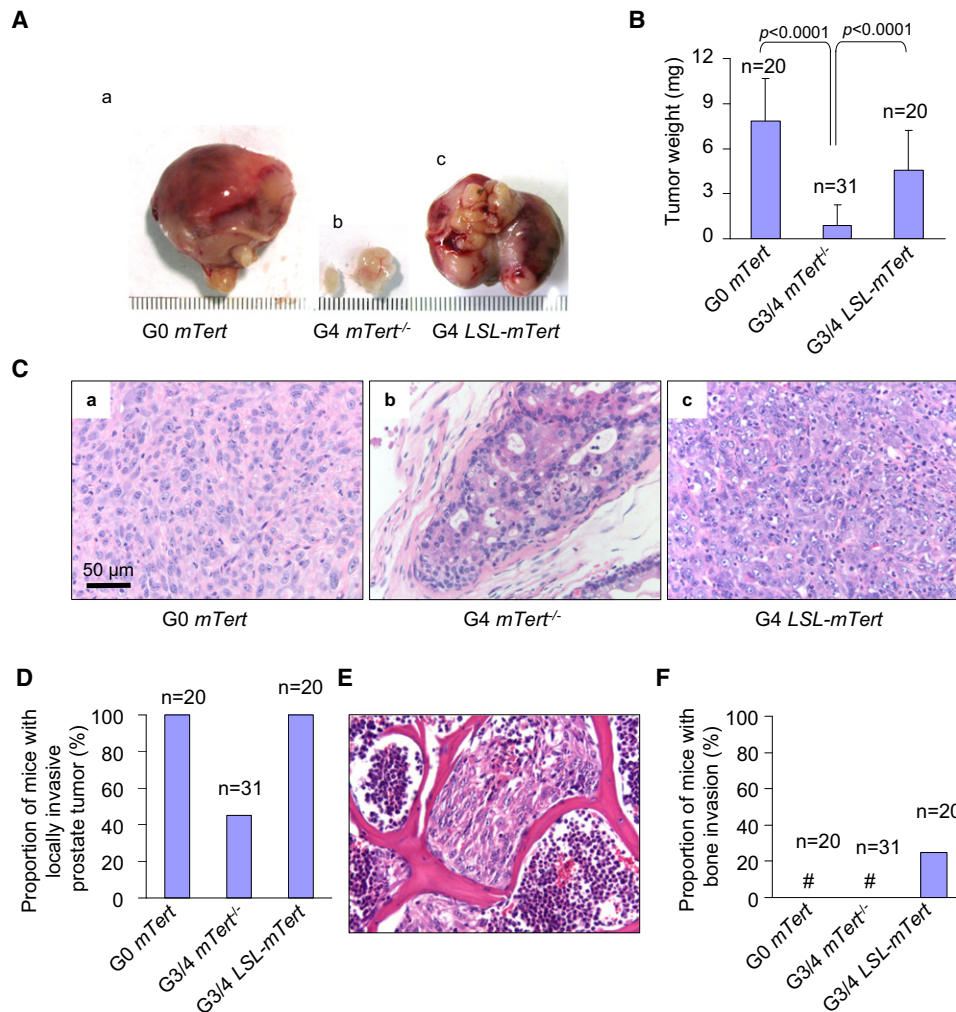 A
a
b
c
G0 mTert
G4 mTert-/-
G4 LSL-mTert
B
p<0.0001
p<0.0001
Tumor weight (mg)
12
9
6
3
0
n=20
n=31
n=20
G0 mTert
G3/4 mTert-/-
G3/4 LSL-mTert
C
a
b
c
50 μm
G0 mTert
G4 mTert-/-
G4 LSL-mTert
D
Proportion of mice with
locally invasive
prostate tumor (%)
100
80
60
40
20
0
n=20
n=31
n=20
G0 mTert
G3/4 mTert-/-
G3/4 LSL-mTert
E
F
Proportion of mice with
bone invasion (%)
100
80
60
40
20
0
n=20
n=31
n=20
#
#
G0 mTert
G3/4 mTert-/-
G3/4 LSL-mTert